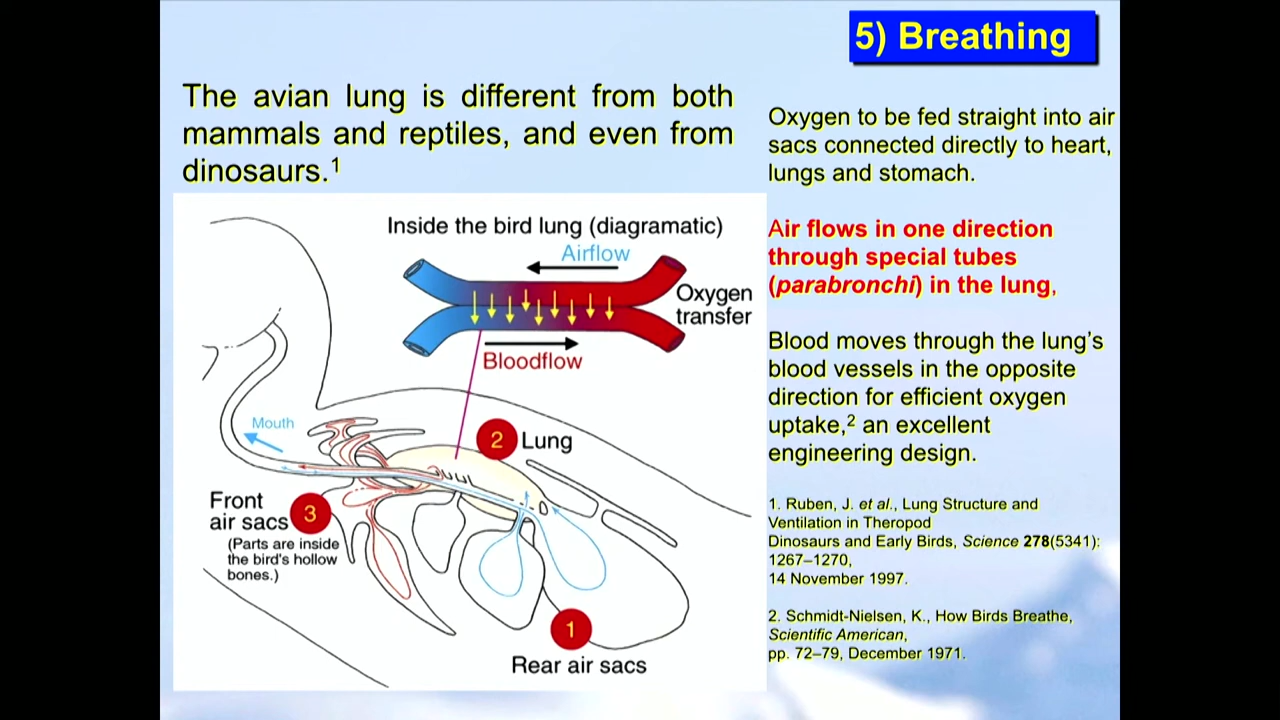 5) Breathing
The avian lung is different from both
mammals and reptiles, and even from
dinosaurs.1
Inside the bird lung (diagramatic)
Airflow
Oxygen
transfer
Bloodflow
Mouth
2 Lung
Front
air sacs 3
(Parts are inside
the bird's hollow
bones.)
1
Rear air sacs
Oxygen to be fed straight into air
sacs connected directly to heart,
lungs and stomach.
Air flows in one direction
through special tubes
(parabronchi) in the lung,
Blood moves through the lung's
blood vessels in the opposite
direction for efficient oxygen
uptake,2 an excellent
engineering design.
1. Ruben, J. et al., Lung Structure and
Ventilation in Theropod
Dinosaurs and Early Birds, Science 278(5341):
1267–1270,
14 November 1997.
2. Schmidt-Nielsen, K., How Birds Breathe,
Scientific American,
pp. 72–79, December 1971.